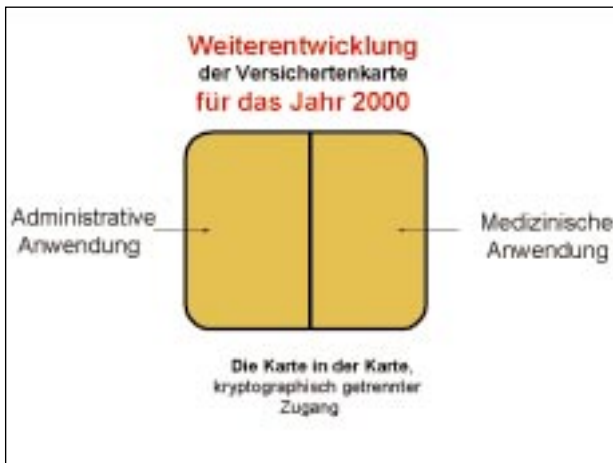 Weiterentwicklung
der Versichertenkarte
für das Jahr 2000
Administrative
Anwendung
Medizinische
Anwendung
Die Karte in der Karte,
kryptographisch getrennter
Zugang